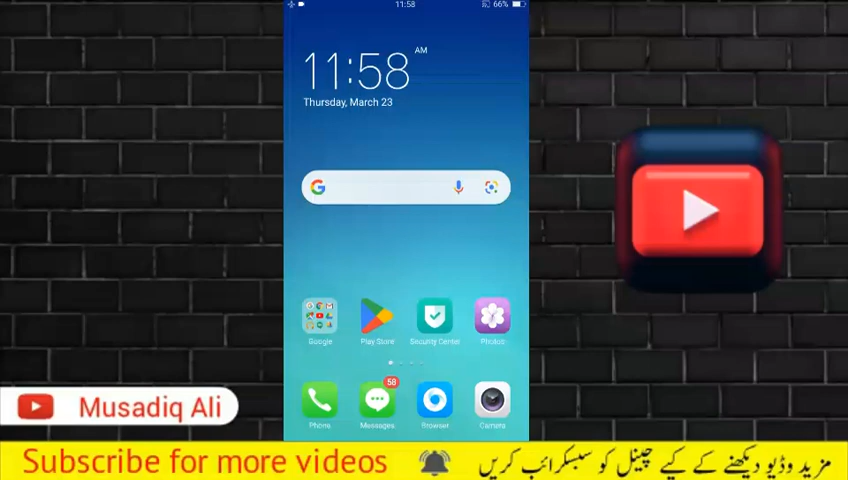 11:58
66%
11:58 AM
Thursday, March 23
Google
Play Store
Security Center
Photos
58
Phone
Messages
Browser
Camera
Musadiq Ali
Subscribe for more videos
مزید وڈیو دیکھنے کے لیے چینل کو سبسکرائب کریں